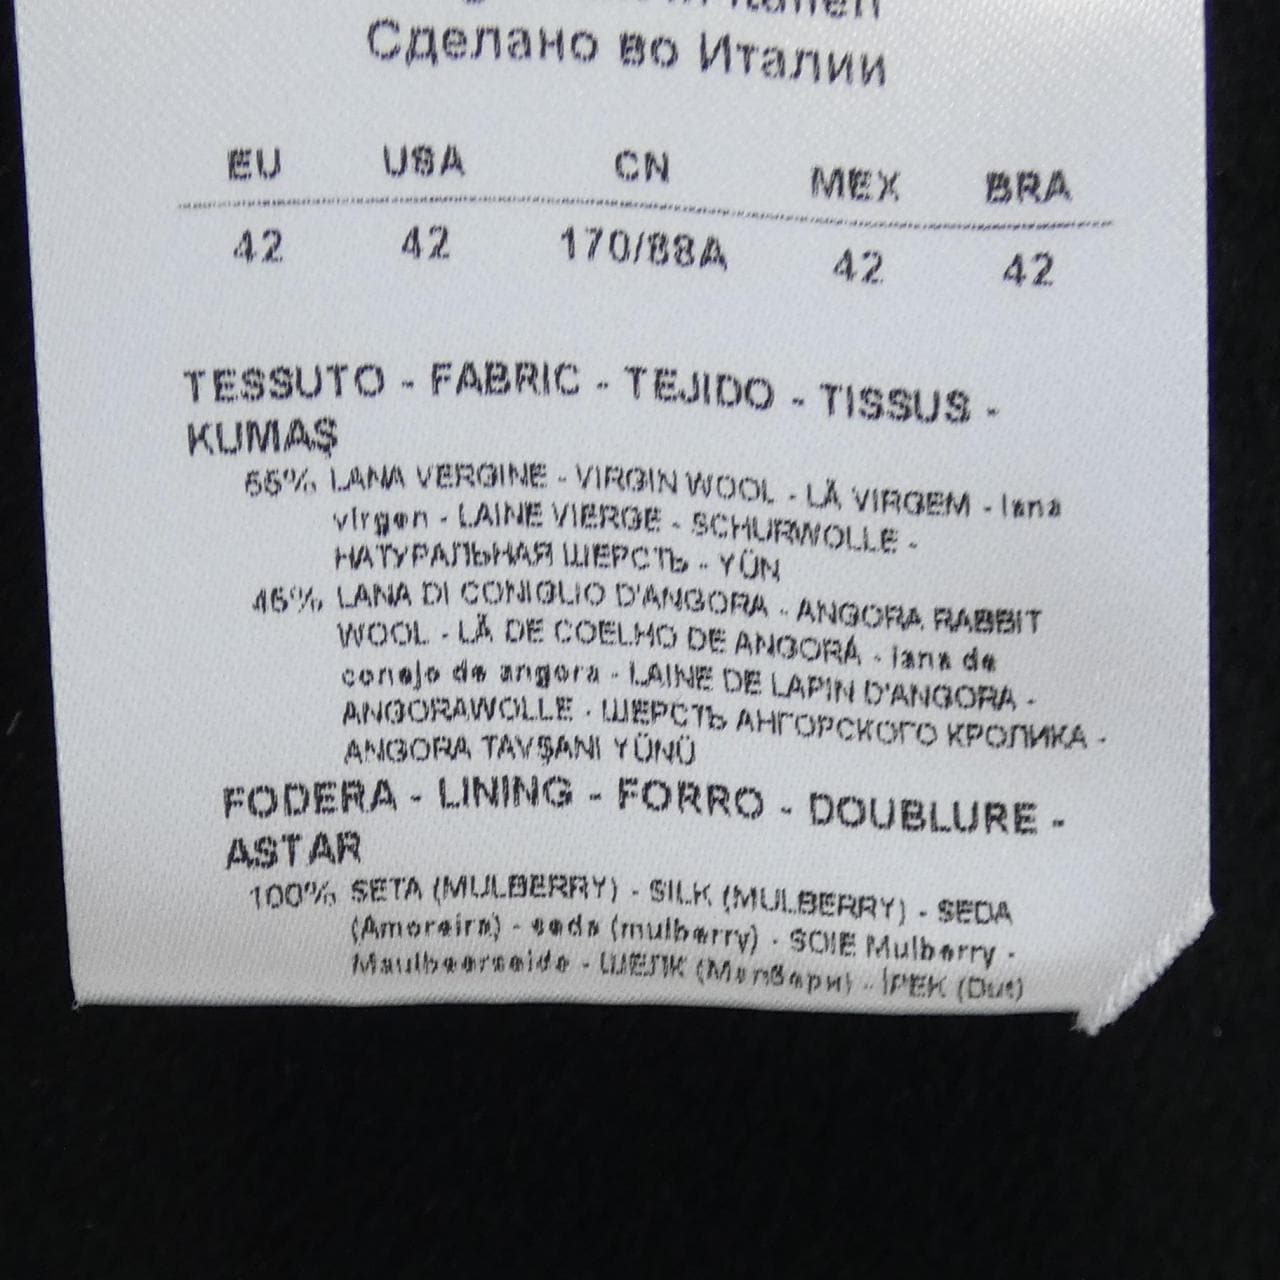 in Italien
Сделано во Италии
EU USA CN MEX BRA
42 42 170/88A 42 42
TESSUTO - FABRIC - TEJIDO - TISSUS -
KUMAŞ
55% LANA VERGINE - VIRGIN WOOL - LÃ VIRGEM - lana
virgen - LAINE VIERGE - SCHURWOLLE -
НАТУРАЛЬНАЯ ШЕРСТЬ - YÜN
45% LANA DI CONIGLIO D'ANGORA - ANGORA RABBIT
WOOL - LÃ DE COELHO DE ANGORÁ - lana de
conejo de angora - LAINE DE LAPIN D'ANGORA -
ANGORAWOLLE - ШЕРСТЬ АНГОРСКОГО КРОЛИКА -
ANGORA TAVŞANI YÜNÜ
FODERA - LINING - FORRO - DOUBLURE -
ASTAR
100% SETA (MULBERRY) - SILK (MULBERRY) - SEDA
(Amoreira) - seda (mulberry) - SOIE Mulberry -
Maulbeerseide - ШЕЛК (Малбери) - İPEK (Dut)